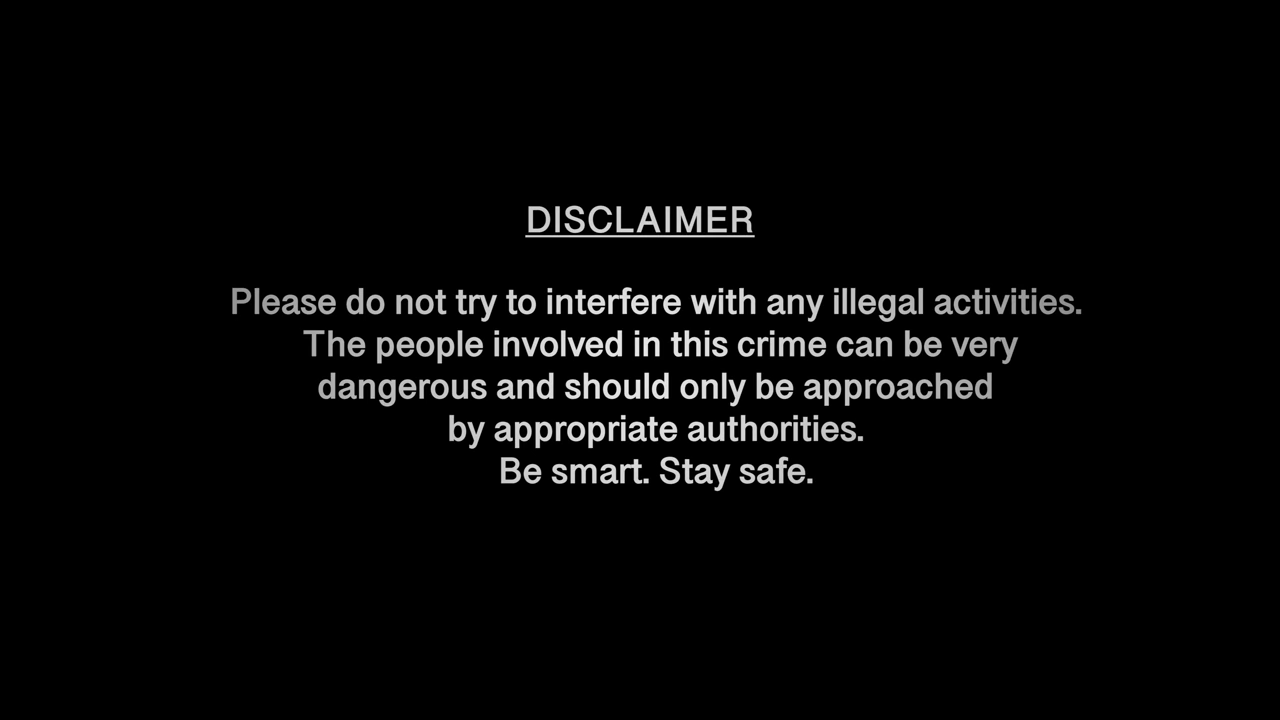 DISCLAIMER
Please do not try to interfere with any illegal activities.
The people involved in this crime can be very
dangerous and should only be approached
by appropriate authorities.
Be smart. Stay safe.